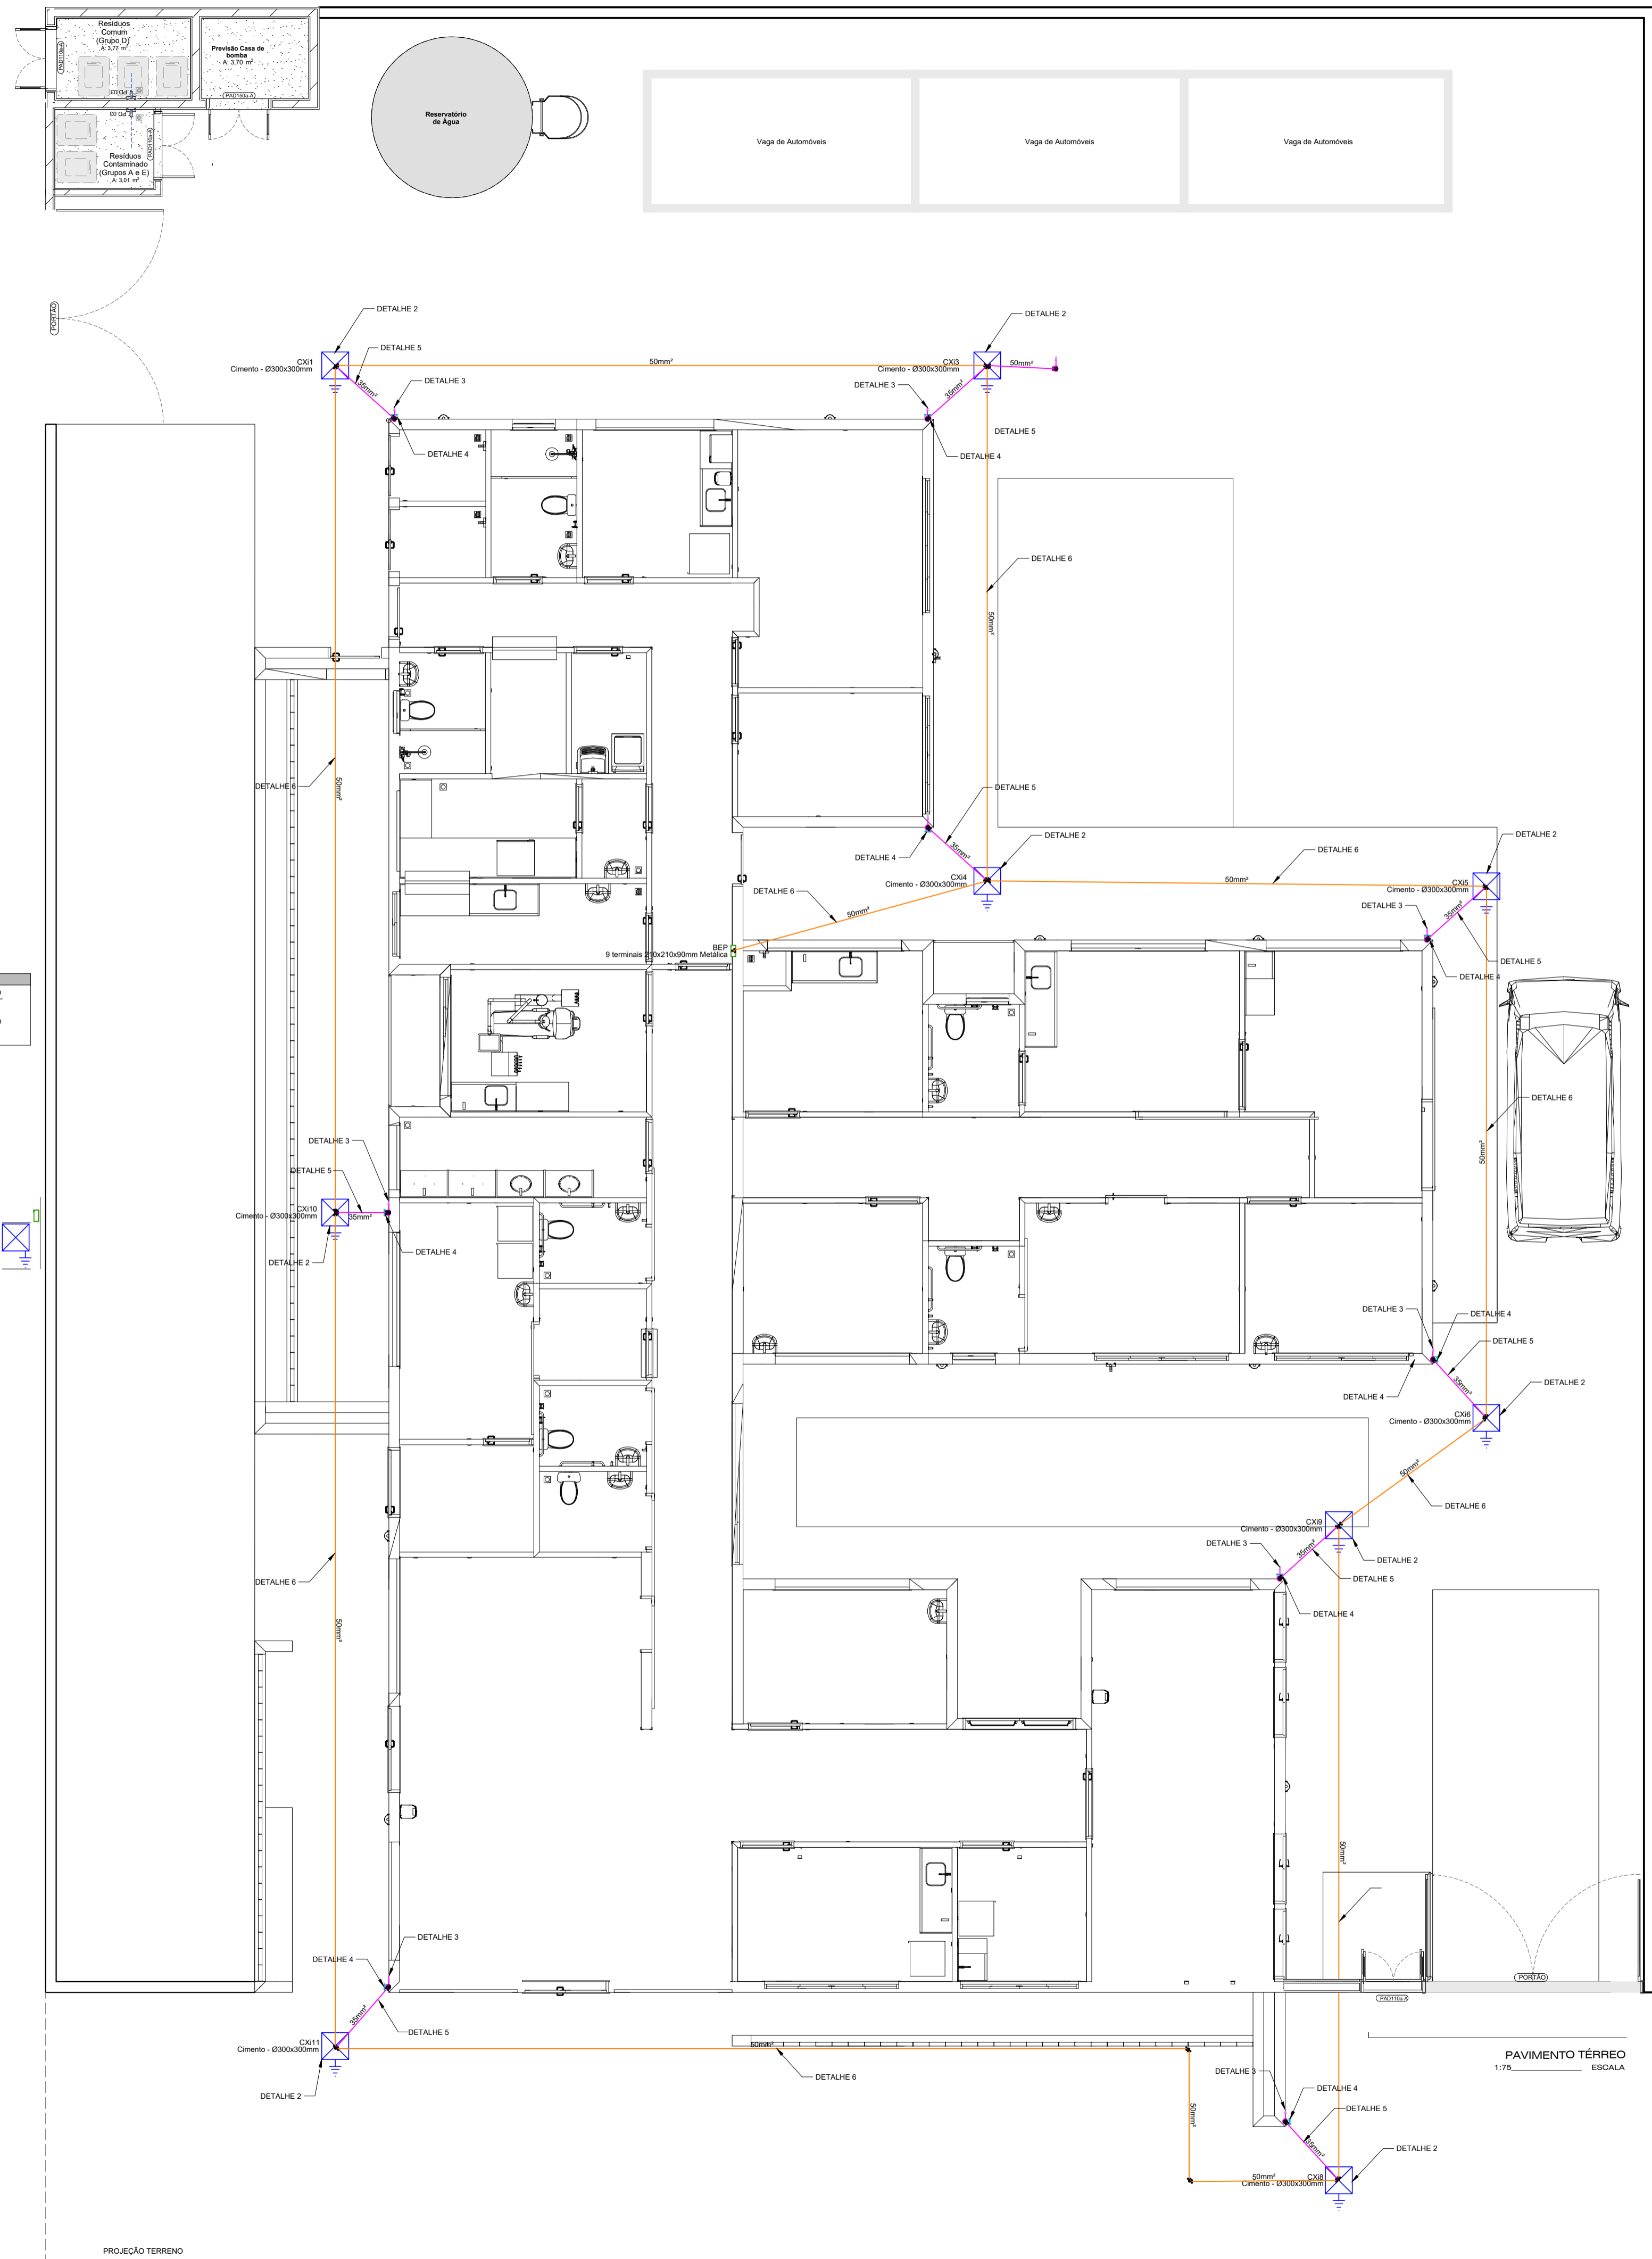 Resíduos
Comum
(Grupo D)
A: 3,77 m²
PAD110a-A
Previsão Casa de
bomba
A: 3,70 m²
PAD150a-A
PD.03
PD.03
Resíduos
Contaminado
(Grupos A e E)
A: 3,01 m²
PAD110a-A
Reservatório
de Água
Vaga de Automóveis
Vaga de Automóveis
Vaga de Automóveis
PORTÃO
DETALHE 2
DETALHE 2
DETALHE 5
CXi1
Cimento - Ø300x300mm
50mm²
CXi3
Cimento - Ø300x300mm
50mm²
35mm²
DETALHE 3
DETALHE 3
35mm²
DETALHE 5
DETALHE 4
DETALHE 4
DETALHE 6
50mm²
DETALHE 6
50mm²
DETALHE 5
DETALHE 2
DETALHE 2
35mm²
DETALHE 4
DETALHE 6
CXi4
Cimento - Ø300x300mm
50mm²
CXi5
Cimento - Ø300x300mm
DETALHE 6
50mm²
DETALHE 3
35mm²
BEP
9 terminais 210x210x90mm Metálica
DETALHE 5
DETALHE 4
DETALHE 6
50mm²
DETALHE 3
DETALHE 5
CXi10
Cimento - Ø300x300mm
35mm²
DETALHE 4
DETALHE 2
DETALHE 3
DETALHE 4
DETALHE 5
35mm²
DETALHE 4
DETALHE 2
CXi6
Cimento - Ø300x300mm
50mm²
DETALHE 6
CXi9
Cimento - Ø300x300mm
DETALHE 3
35mm²
DETALHE 2
DETALHE 5
DETALHE 6
DETALHE 4
50mm²
50mm²
DETALHE 3
DETALHE 4
PORTÃO
PAD110a-A
35mm²
DETALHE 5
CXi11
Cimento - Ø300x300mm
50mm²
DETALHE 6
DETALHE 2
PAVIMENTO TÉRREO
1:75 ESCALA
DETALHE 3
DETALHE 4
DETALHE 5
50mm²
35mm²
DETALHE 2
50mm²
CXi8
Cimento - Ø300x300mm
PROJEÇÃO TERRENO